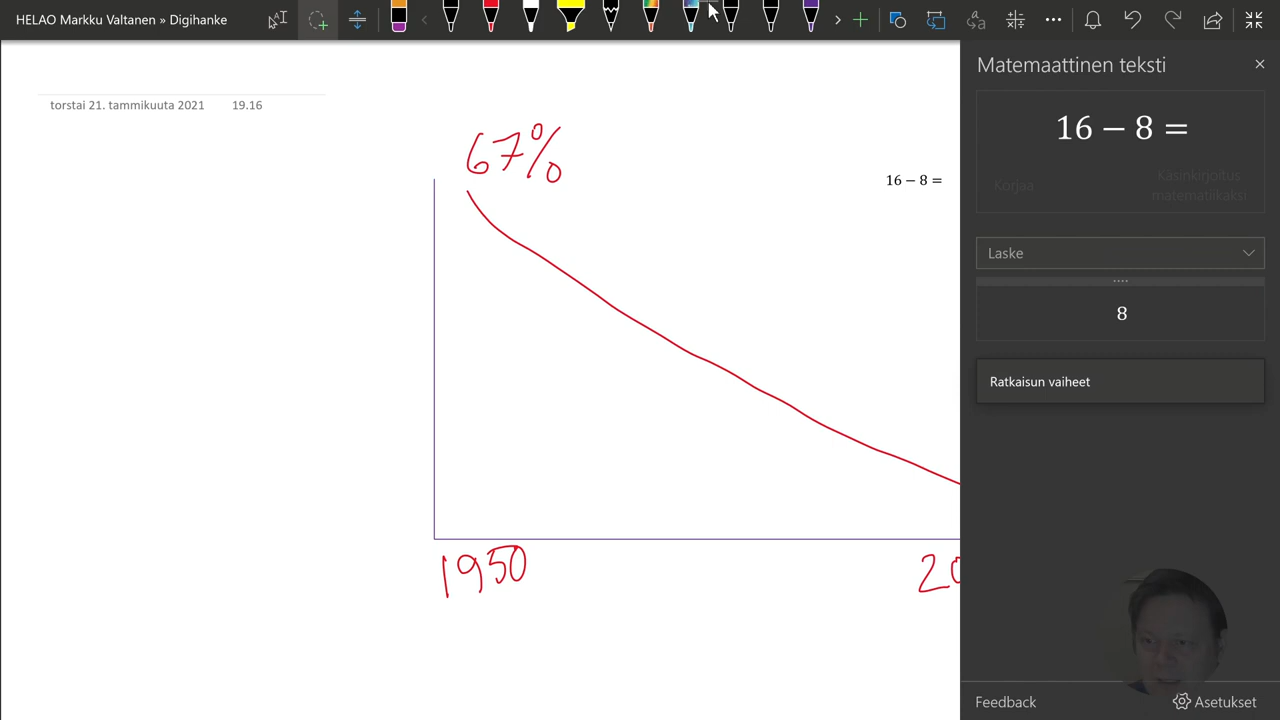 HELAO Markku Valtanen » Digihanke
torstai 21. tammikuuta 2021 19.16
67%
16 − 8 =
1950
20
Matemaattinen teksti
16 − 8 =
Korjaa
Käsinkirjoitus
matematiikaksi
Laske
8
Ratkaisun vaiheet
Feedback
Asetukset